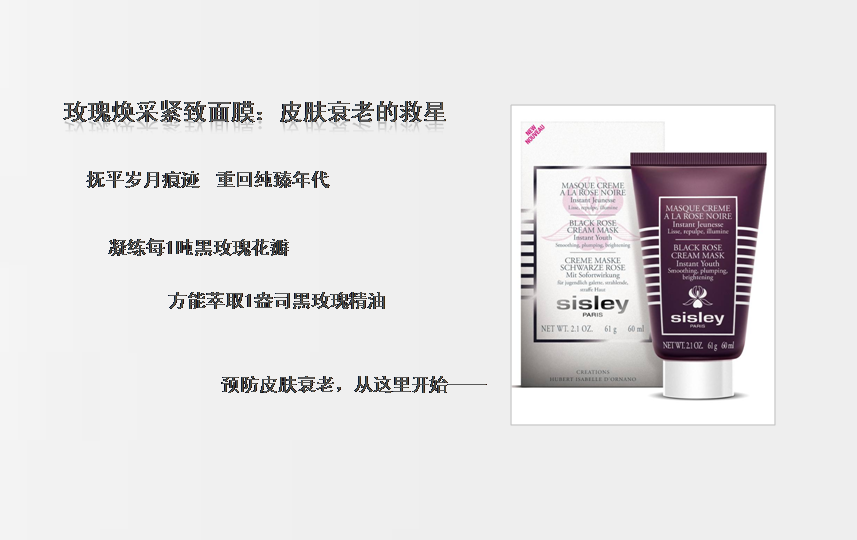 玫瑰焕采紧致面膜：皮肤衰老的救星
抚平岁月痕迹 重回纯臻年代
凝练每1吨黑玫瑰花瓣
方能萃取1盎司黑玫瑰精油
预防皮肤衰老，从这里开始
NEW
NOUVEAU
MASQUE CREME
A LA ROSE NOIRE
Instant Jeunesse
Lisse, repulpe, illumine
BLACK ROSE
CREAM MASK
Instant Youth
Smoothing, plumping, brightening
CREME MASKE
SCHWARZE ROSE
Mit Sofortwirkung
für jugendlich glatte, strahlende,
straffe Haut
sisley
PARIS
NET WT. 2.1 OZ. 61 g 60 ml
CREATIONS
HUBERT ISABELLE D'ORNANO
MASQUE CREME
A LA ROSE NOIRE
Instant Jeunesse
Lisse, repulpe, illumine
BLACK ROSE
CREAM MASK
Instant Youth
Smoothing, plumping,
brightening
sisley
PARIS
NET WT. 2.1 OZ. 61 g 60 ml